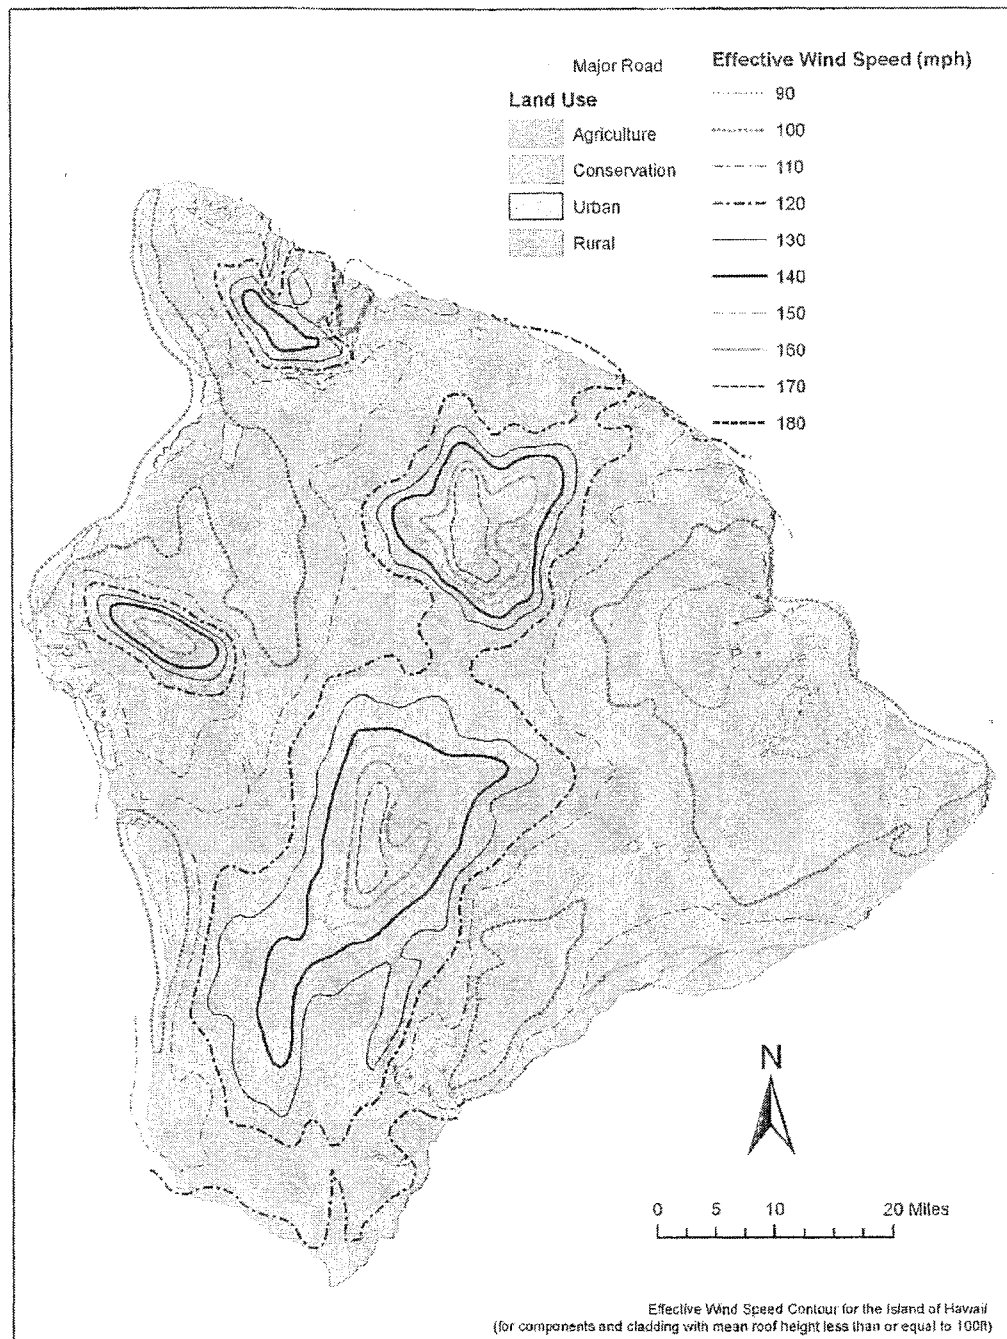 Major Road
Land Use
Agriculture
Conservation
Urban
Rural
Effective Wind Speed (mph)
90
100
110
120
130
140
150
160
170
180
N
0 5 10 20 Miles
Effective Wind Speed Contour for the Island of Hawaii
(for components and cladding with mean roof height less than or equal to 100ft)